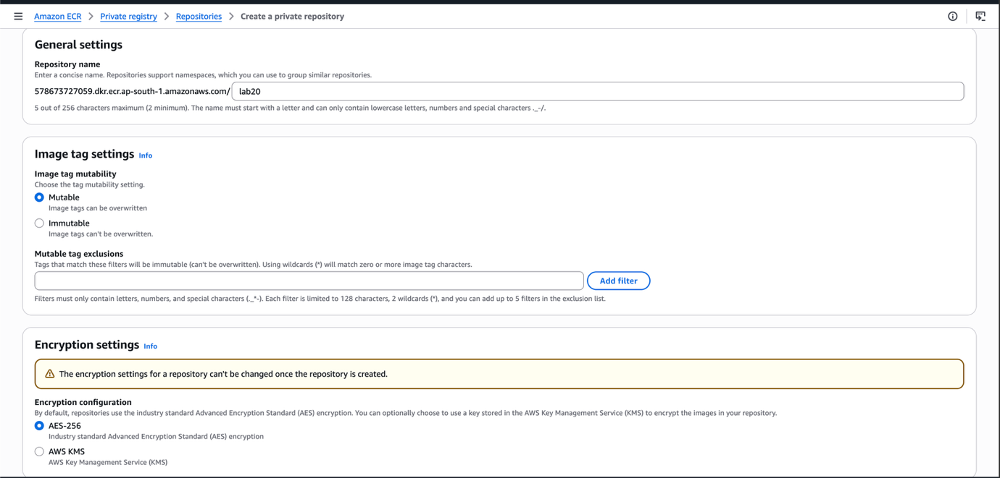 Amazon ECR > Private registry > Repositories > Create a private repository
General settings
Repository name
Enter a concise name. Repositories support namespaces, which you can use to group similar repositories.
578673727059.dkr.ecr.ap-south-1.amazonaws.com/ lab20
5 out of 256 characters maximum (2 minimum). The name must start with a letter and can only contain lowercase letters, numbers and special characters ._-/.
Image tag settings Info
Image tag mutability
Choose the tag mutability setting.
Mutable
Image tags can be overwritten
Immutable
Image tags can't be overwritten.
Mutable tag exclusions
Tags that match these filters will be immutable (can't be overwritten). Using wildcards (*) will match zero or more image tag characters.
Add filter
Filters must only contain letters, numbers, and special characters (._*-). Each filter is limited to 128 characters, 2 wildcards (*), and you can add up to 5 filters in the exclusion list.
Encryption settings Info
The encryption settings for a repository can't be changed once the repository is created.
Encryption configuration
By default, repositories use the industry standard Advanced Encryption Standard (AES) encryption. You can optionally choose to use a key stored in the AWS Key Management Service (KMS) to encrypt the images in your repository.
AES-256
Industry standard Advanced Encryption Standard (AES) encryption
AWS KMS
AWS Key Management Service (KMS)